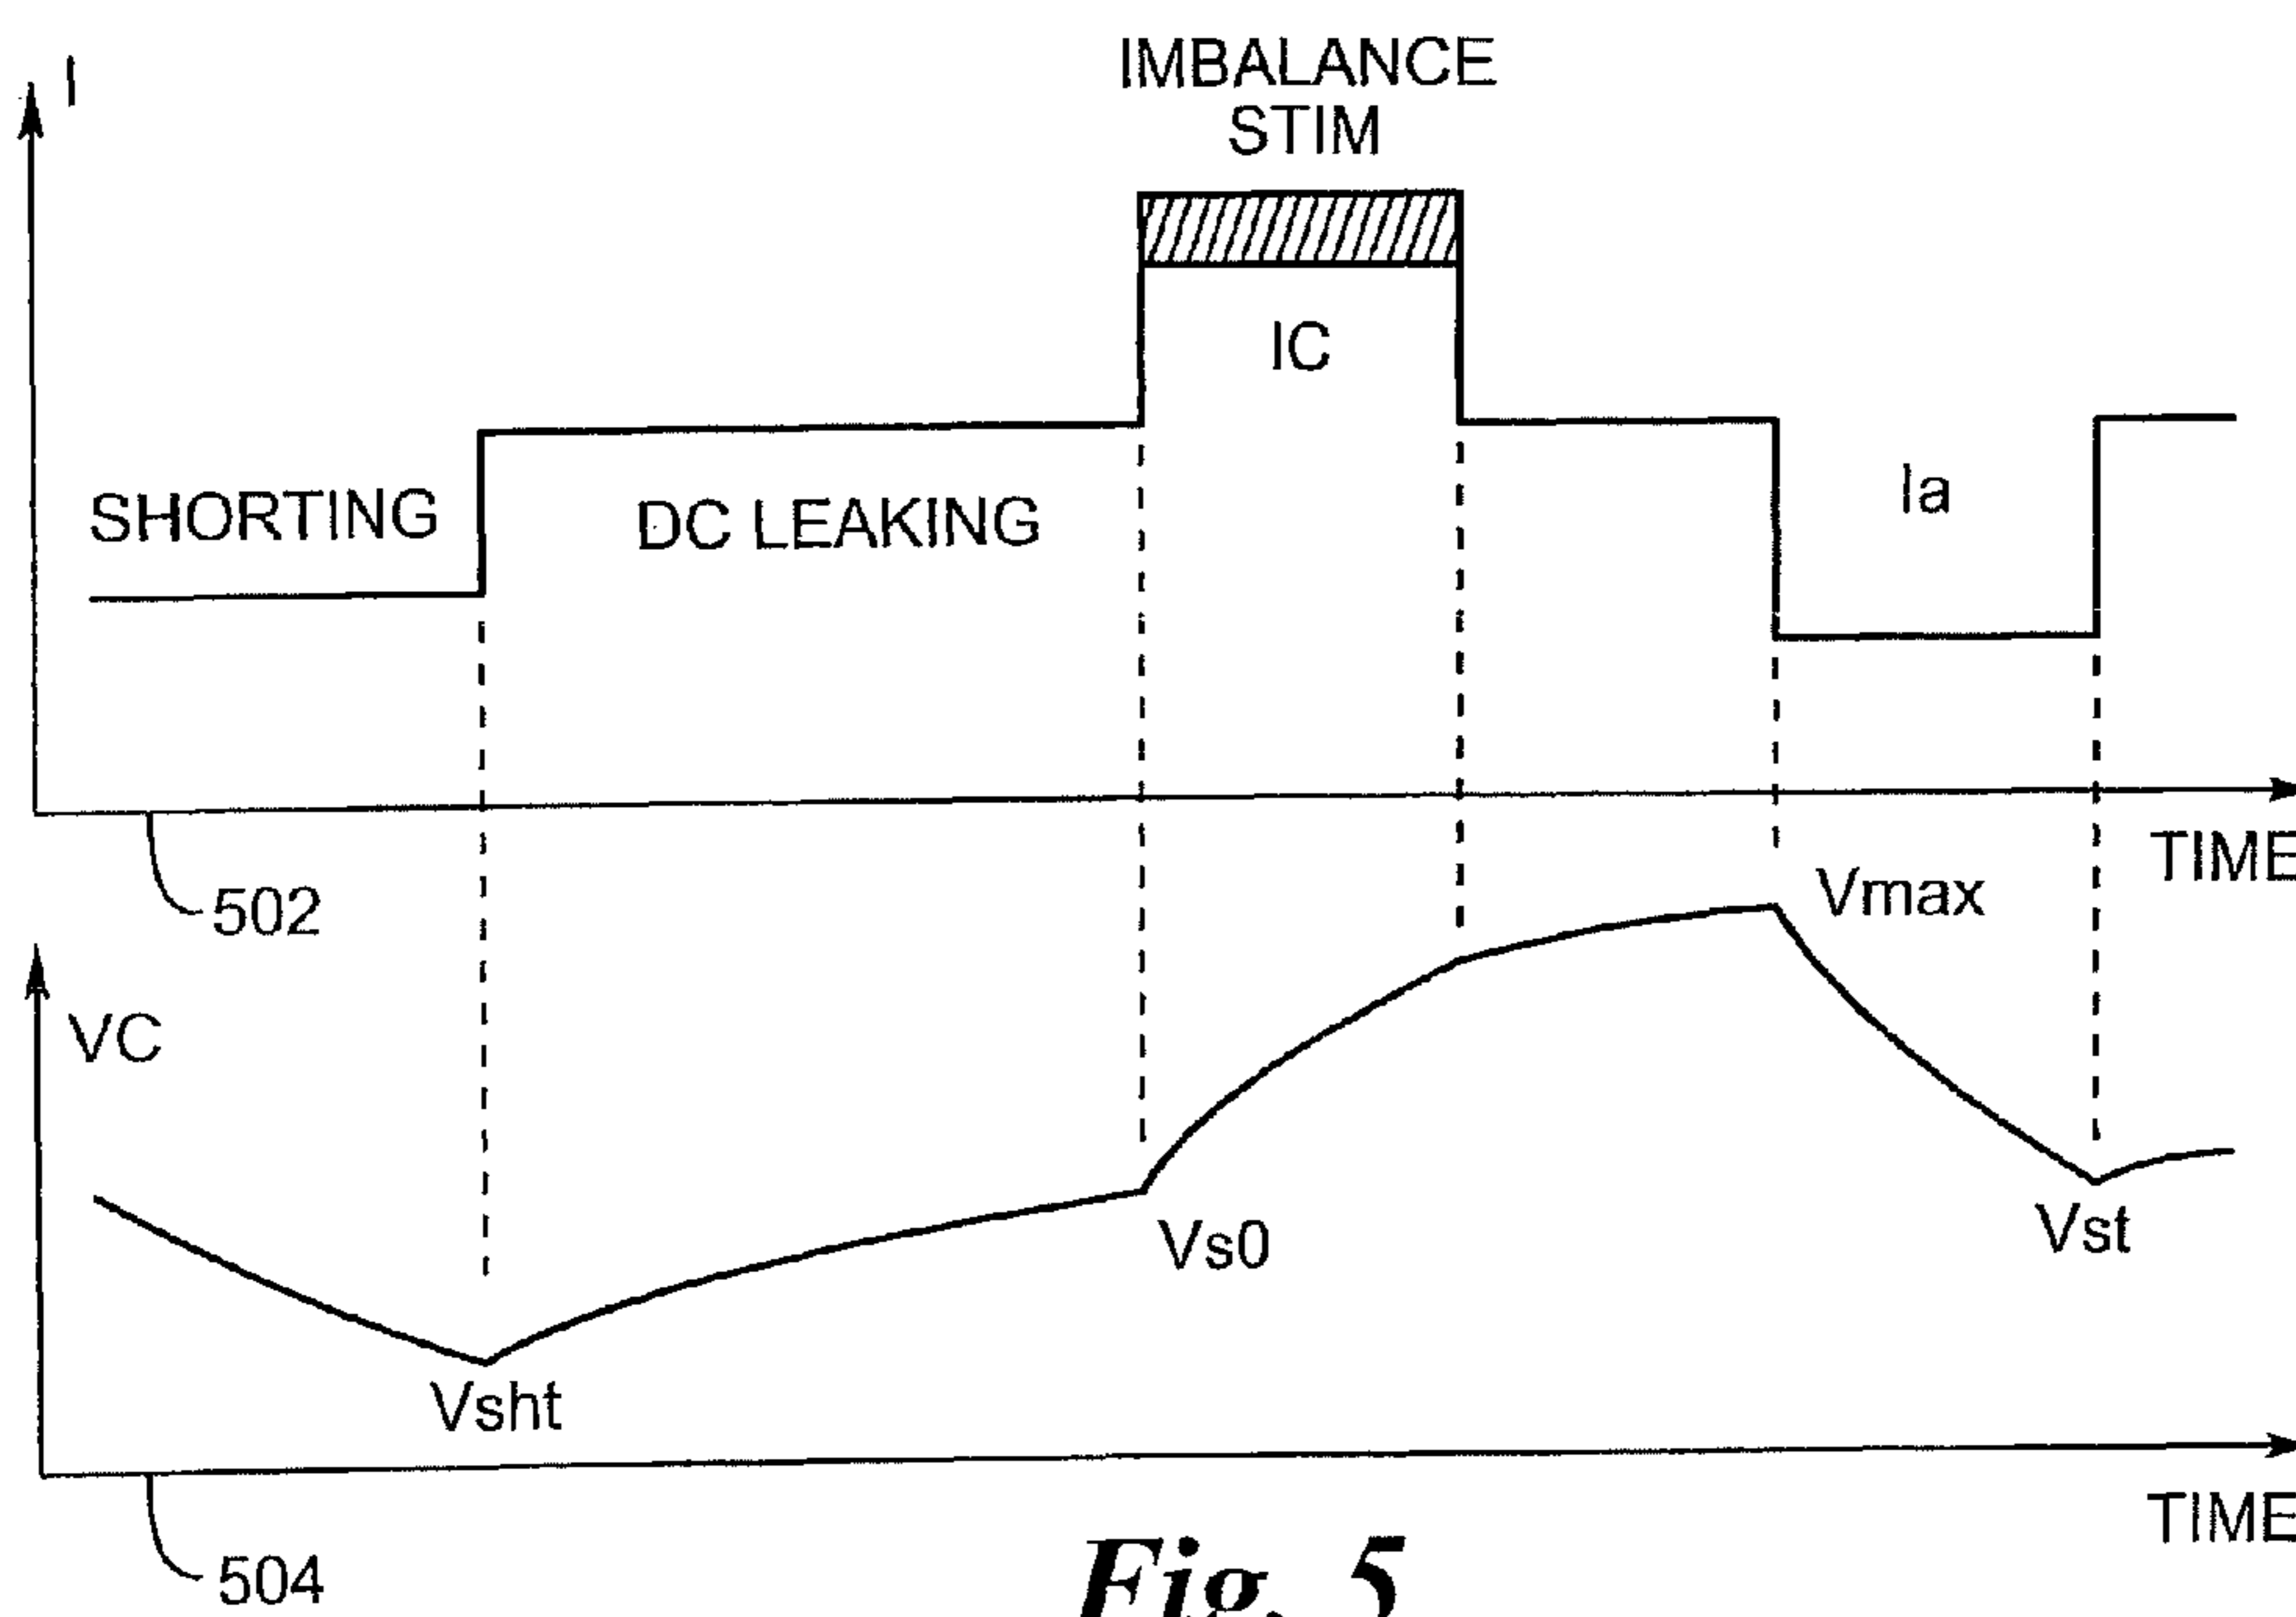 I
IMBALANCE
STIM
IC
SHORTING
DC LEAKING
Ia
TIME
502
Vmax
VC
Vs0
Vst
Vsht
TIME
504
Fig. 5